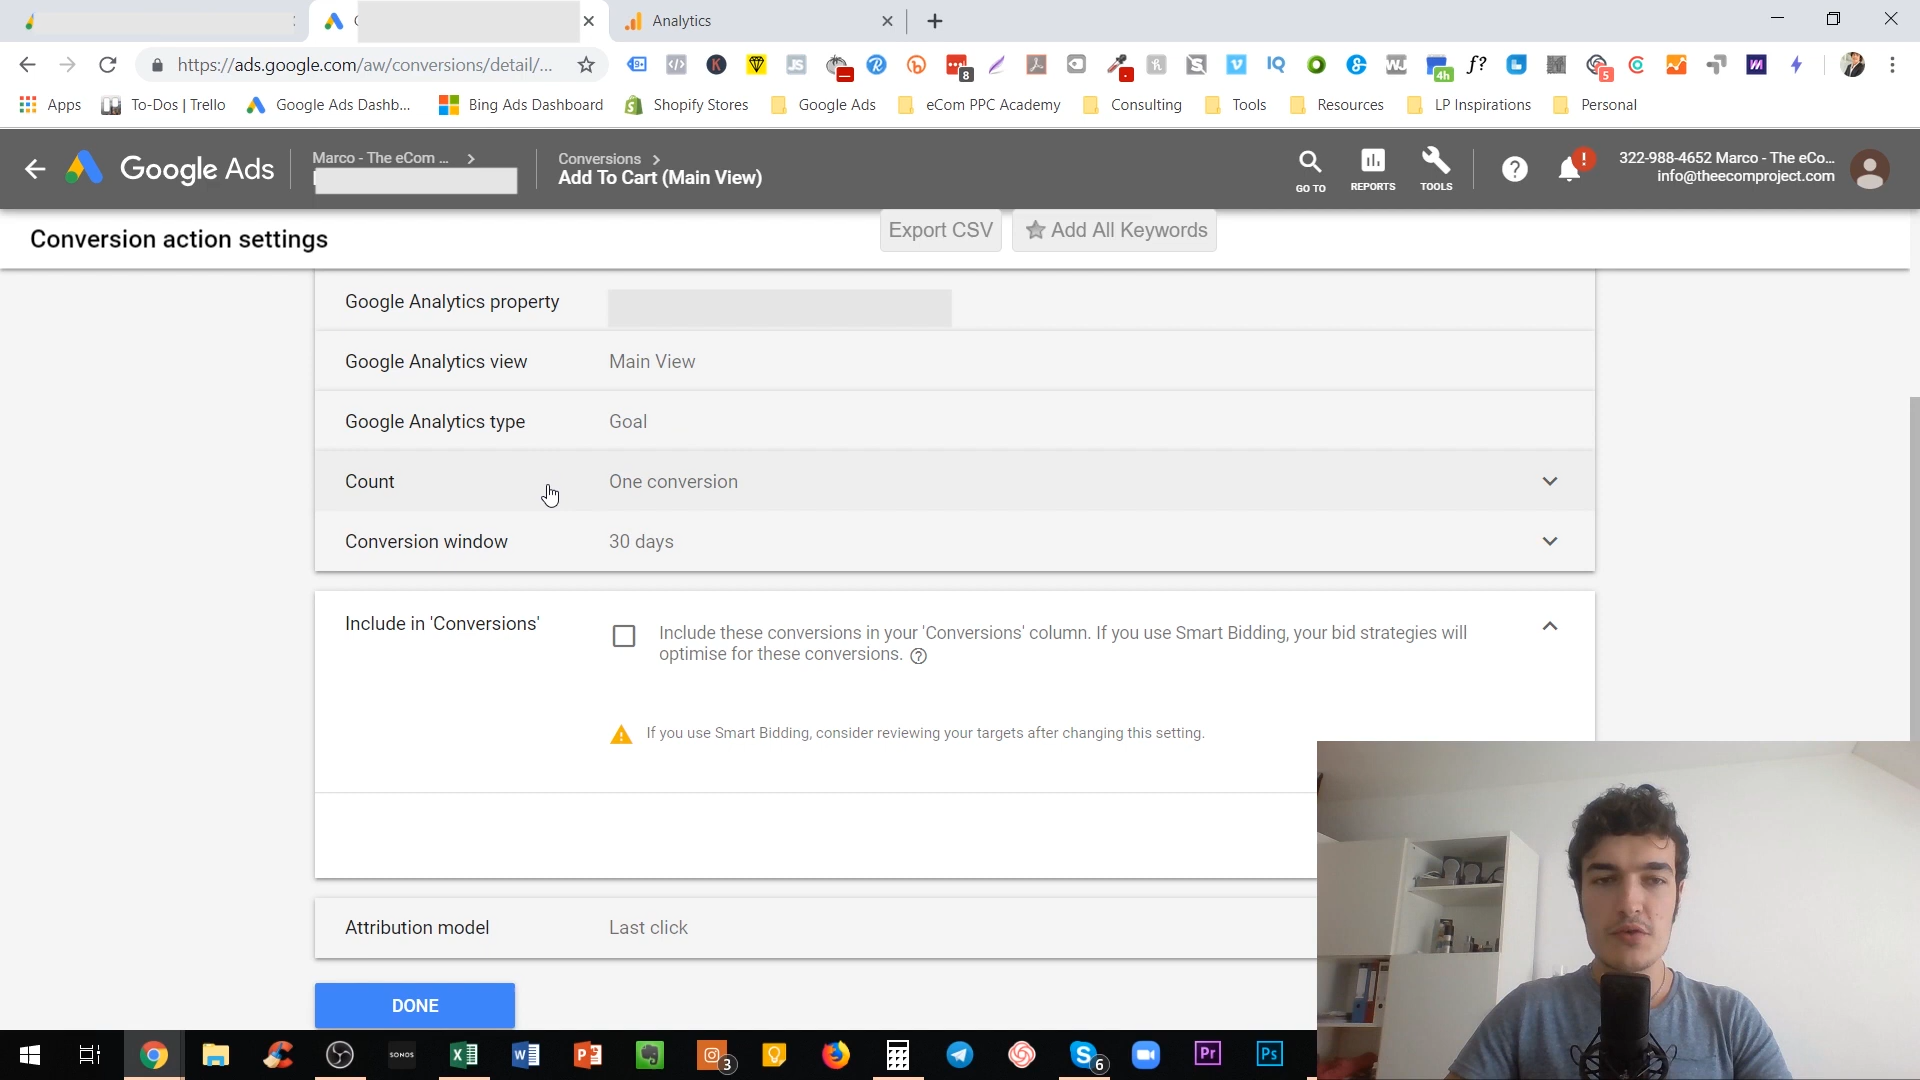 Analytics
https://ads.google.com/aw/conversions/detail/...
Apps
To-Dos | Trello
Google Ads Dashb...
Bing Ads Dashboard
Shopify Stores
Google Ads
eCom PPC Academy
Consulting
Tools
Resources
LP Inspirations
Personal
Google Ads
Marco - The eCom ...
Conversions
Add To Cart (Main View)
GO TO
REPORTS
TOOLS
322-988-4652 Marco - The eCo...
info@theecomproject.com
Conversion action settings
Export CSV
Add All Keywords
Google Analytics property
Google Analytics view
Main View
Google Analytics type
Goal
Count
One conversion
Conversion window
30 days
Include in 'Conversions'
Include these conversions in your 'Conversions' column. If you use Smart Bidding, your bid strategies will
optimise for these conversions.
If you use Smart Bidding, consider reviewing your targets after changing this setting.
Attribution model
Last click
DONE
SONOS
3
6
Pr
Ps